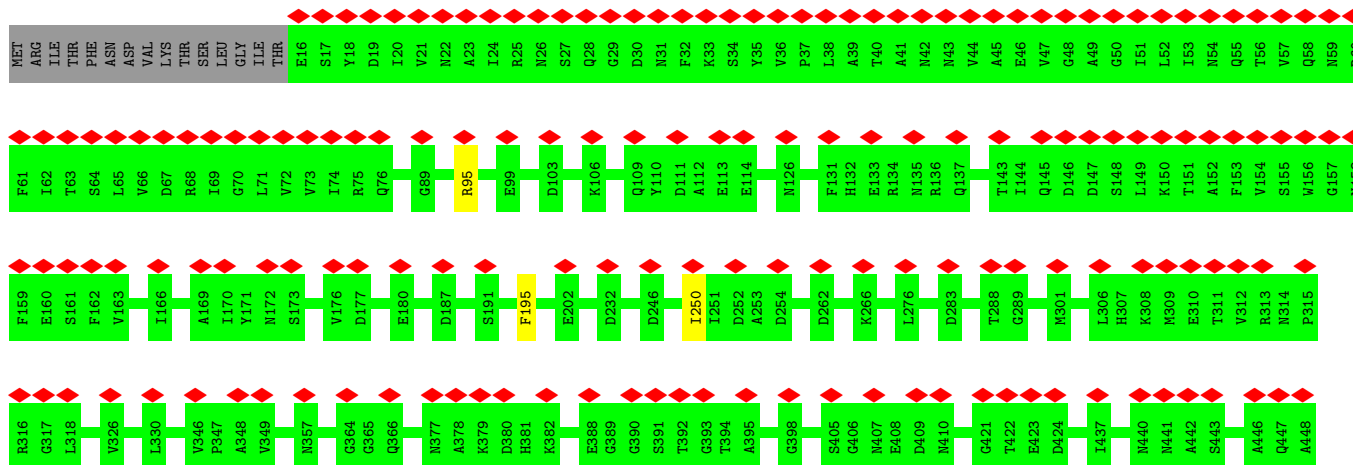 MET ARG ILE THR PHE ASN ASP VAL LYS THR SER LEU GLY ILE THR E16 S17 Y18 D19 I20 V21 N22 A23 I24 R25 N26 S27 Q28 G29 D30 N31 F32 K33 S34 Y35 V36 P37 L38 A39 T40 A41 N42 N43 V44 A45 E46 V47 G48 A49 G50 I51 L52 I53 N54 Q55 T56 V57 Q58 N59
F61 I62 T63 S64 L65 V66 D67 R68 I69 G70 L71 V72 V73 I74 R75 Q76 G89 R95 E99 D103 K106 Q109 Y110 D111 A112 E113 E114 N126 F131 H132 E133 R134 N135 R136 Q137 T143 I144 Q145 D146 D147 S148 L149 K150 T151 A152 F153 V154 S155 W156 G157
F159 E160 S161 F162 V163 I166 A169 I170 Y171 N172 S173 V176 D177 E180 D187 S191 F195 E202 D232 D246 I250 I251 D252 A253 D254 D262 K266 L276 D283 T288 G289 M301 L306 H307 K308 M309 E310 T311 V312 R313 N314 P315
R316 G317 L318 V326 L330 V346 P347 A348 V349 N357 G364 G365 Q366 N377 A378 K379 D380 H381 K382 E388 G389 G390 S391 T392 G393 T394 A395 G398 S405 G406 N407 E408 D409 N410 G421 T422 E423 D424 I437 N440 N441 A442 S443 A446 Q447 A448